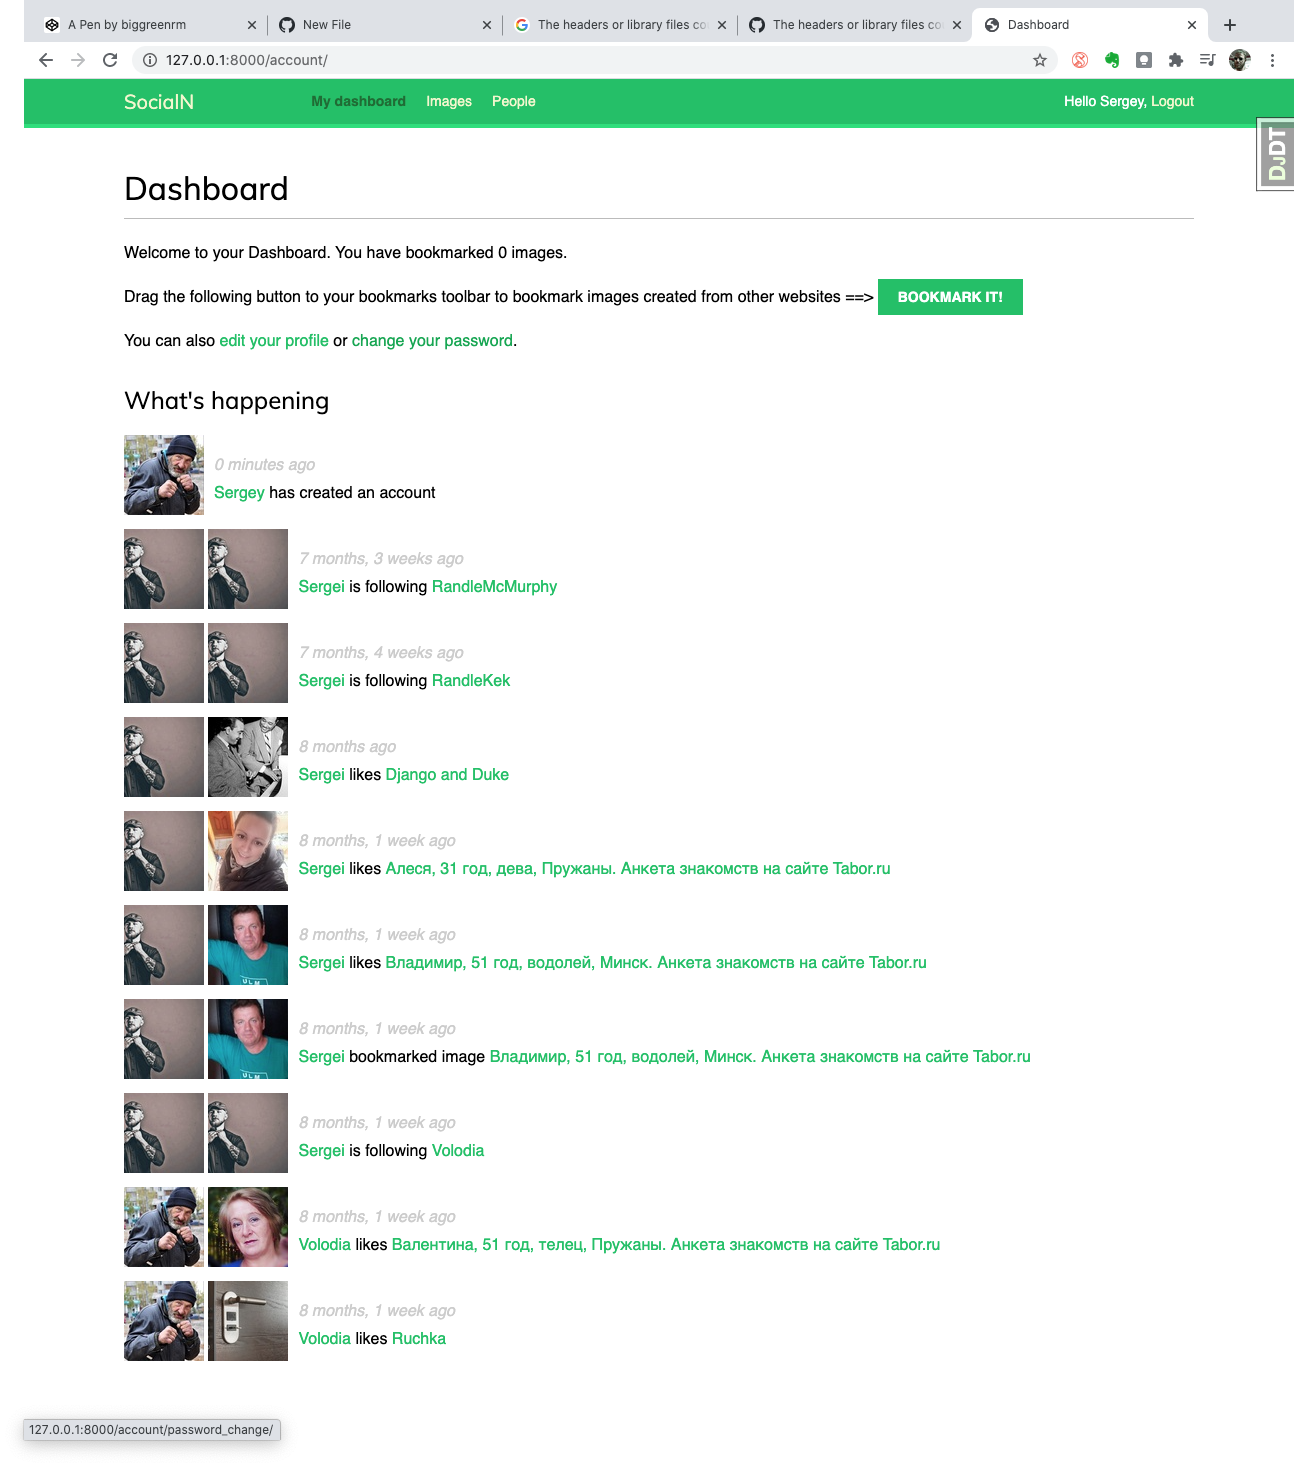 A Pen by biggreenrm
New File
The headers or library files co
The headers or library files co
Dashboard
127.0.0.1:8000/account/
SocialN
My dashboard
Images
People
Hello Sergey, Logout
DJDT
Dashboard
Welcome to your Dashboard. You have bookmarked 0 images.
Drag the following button to your bookmarks toolbar to bookmark images created from other websites ==> BOOKMARK IT!
You can also edit your profile or change your password.
What's happening
0 minutes ago
Sergey has created an account
7 months, 3 weeks ago
Sergei is following RandleMcMurphy
7 months, 4 weeks ago
Sergei is following RandleKek
8 months ago
Sergei likes Django and Duke
8 months, 1 week ago
Sergei likes Алеся, 31 год, дева, Пружаны. Анкета знакомств на сайте Tabor.ru
8 months, 1 week ago
Sergei likes Владимир, 51 год, водолей, Минск. Анкета знакомств на сайте Tabor.ru
ULM
8 months, 1 week ago
Sergei bookmarked image Владимир, 51 год, водолей, Минск. Анкета знакомств на сайте Tabor.ru
ULM
8 months, 1 week ago
Sergei is following Volodia
8 months, 1 week ago
Volodia likes Валентина, 51 год, телец, Пружаны. Анкета знакомств на сайте Tabor.ru
8 months, 1 week ago
Volodia likes Ruchka
127.0.0.1:8000/account/password_change/